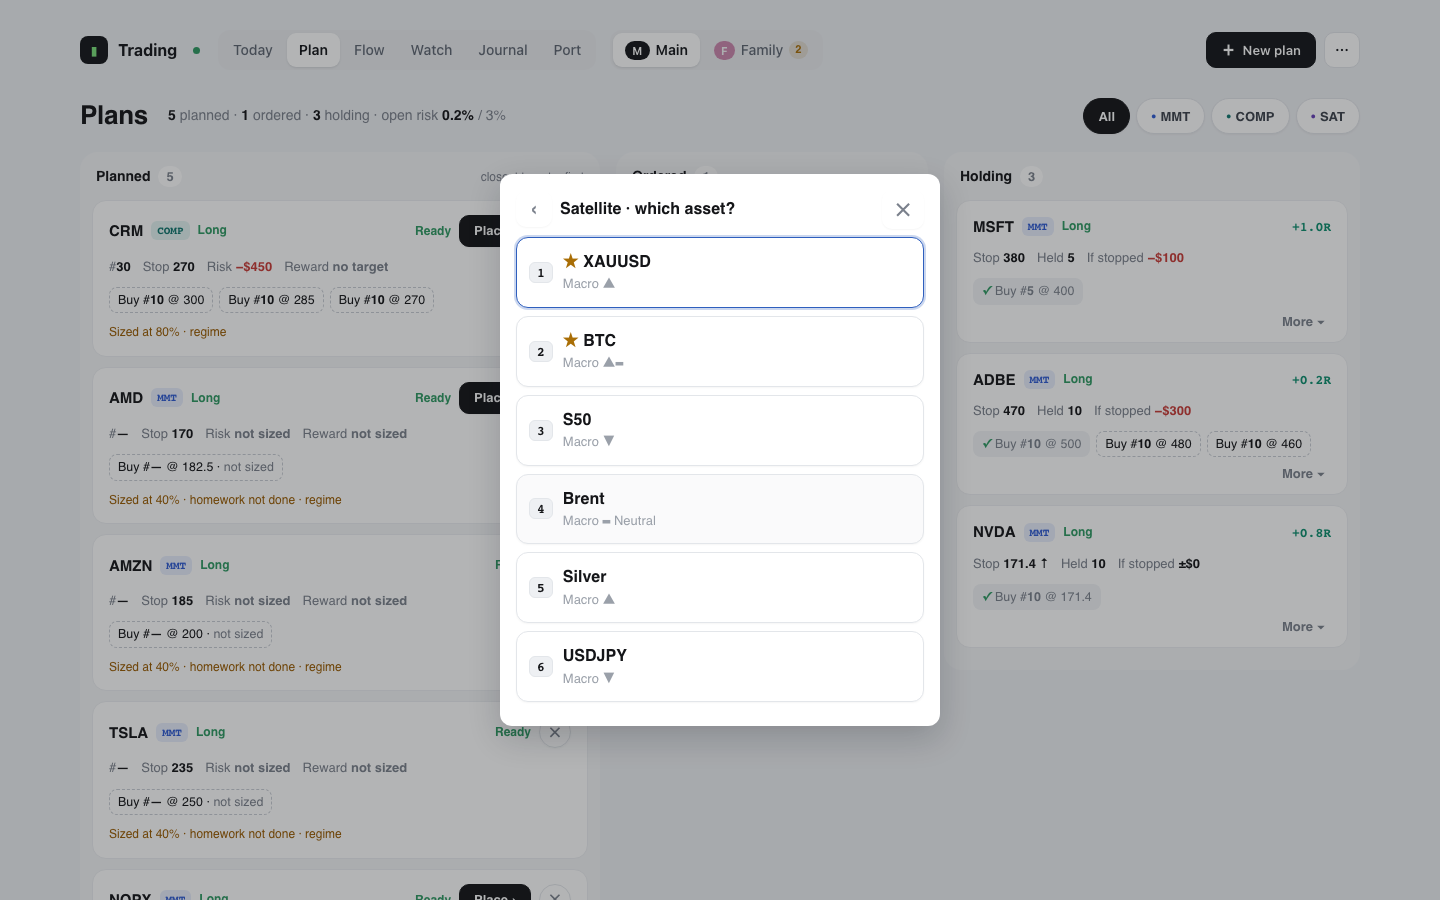 Trading
Today Plan Flow Watch Journal Port
M Main F Family 2
+ New plan
···
Plans 5 planned · 1 ordered · 3 holding · open risk 0.2% / 3%
All • MMT • COMP • SAT
Planned 5
Holding 3
CRM COMP Long Ready
#30 Stop 270 Risk −$450 Reward no target
Buy #10 @ 300 Buy #10 @ 285 Buy #10 @ 270
Sized at 80% · regime
AMD MMT Long Ready
#— Stop 170 Risk not sized Reward not sized
Buy #— @ 182.5 · not sized
Sized at 40% · homework not done · regime
AMZN MMT Long
#— Stop 185 Risk not sized Reward not sized
Buy #— @ 200 · not sized
Sized at 40% · homework not done · regime
TSLA MMT Long Ready ×
#— Stop 235 Risk not sized Reward not sized
Buy #— @ 250 · not sized
Sized at 40% · homework not done · regime
‹ Satellite · which asset? ×
1 ★ XAUUSD
Macro ▲
2 ★ BTC
Macro ▲▬
3 S50
Macro ▼
4 Brent
Macro ▬ Neutral
5 Silver
Macro ▲
6 USDJPY
Macro ▼
MSFT MMT Long +1.0R
Stop 380 Held 5 If stopped −$100
✓ Buy #5 @ 400
More
ADBE MMT Long +0.2R
Stop 470 Held 10 If stopped −$300
✓ Buy #10 @ 500 Buy #10 @ 480 Buy #10 @ 460
More
NVDA MMT Long +0.8R
Stop 171.4 ↑ Held 10 If stopped ±$0
✓ Buy #10 @ 171.4
More